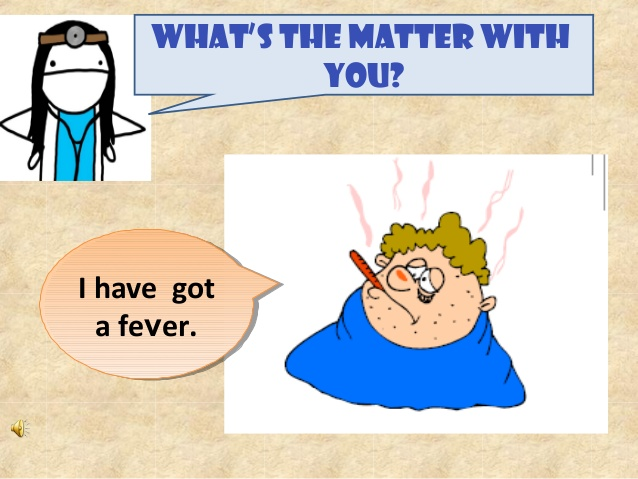 WHAT'S THE MATTER WITH
YOU?
I have got
a fever.